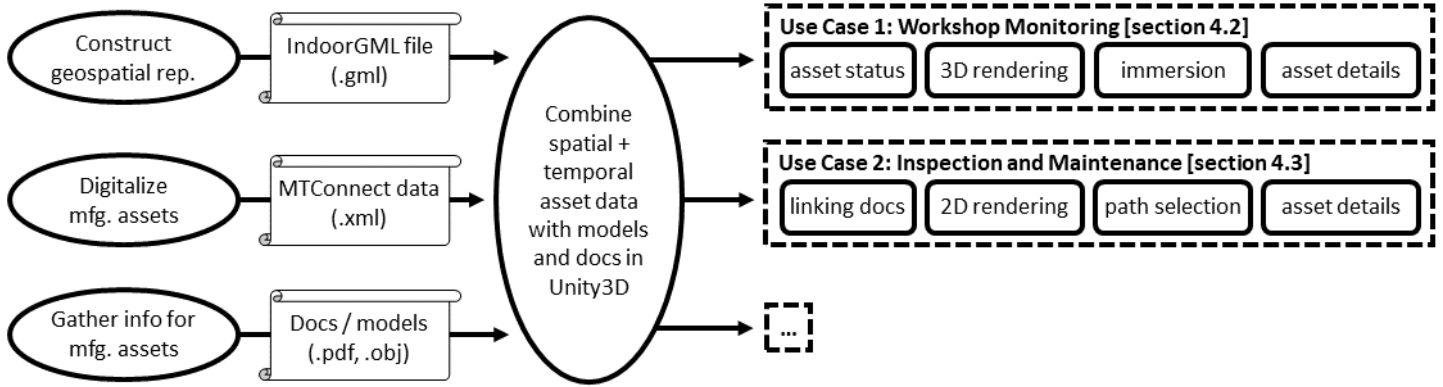 Construct
geospatial rep.
IndoorGML file
(.gml)
Digitalize
mfg. assets
MTConnect data
(.xml)
Gather info for
mfg. assets
Docs / models
(.pdf, .obj)
Combine
spatial +
temporal
asset data
with models
and docs in
Unity3D
Use Case 1: Workshop Monitoring [section 4.2]
asset status
3D rendering
immersion
asset details
Use Case 2: Inspection and Maintenance [section 4.3]
linking docs
2D rendering
path selection
asset details
...